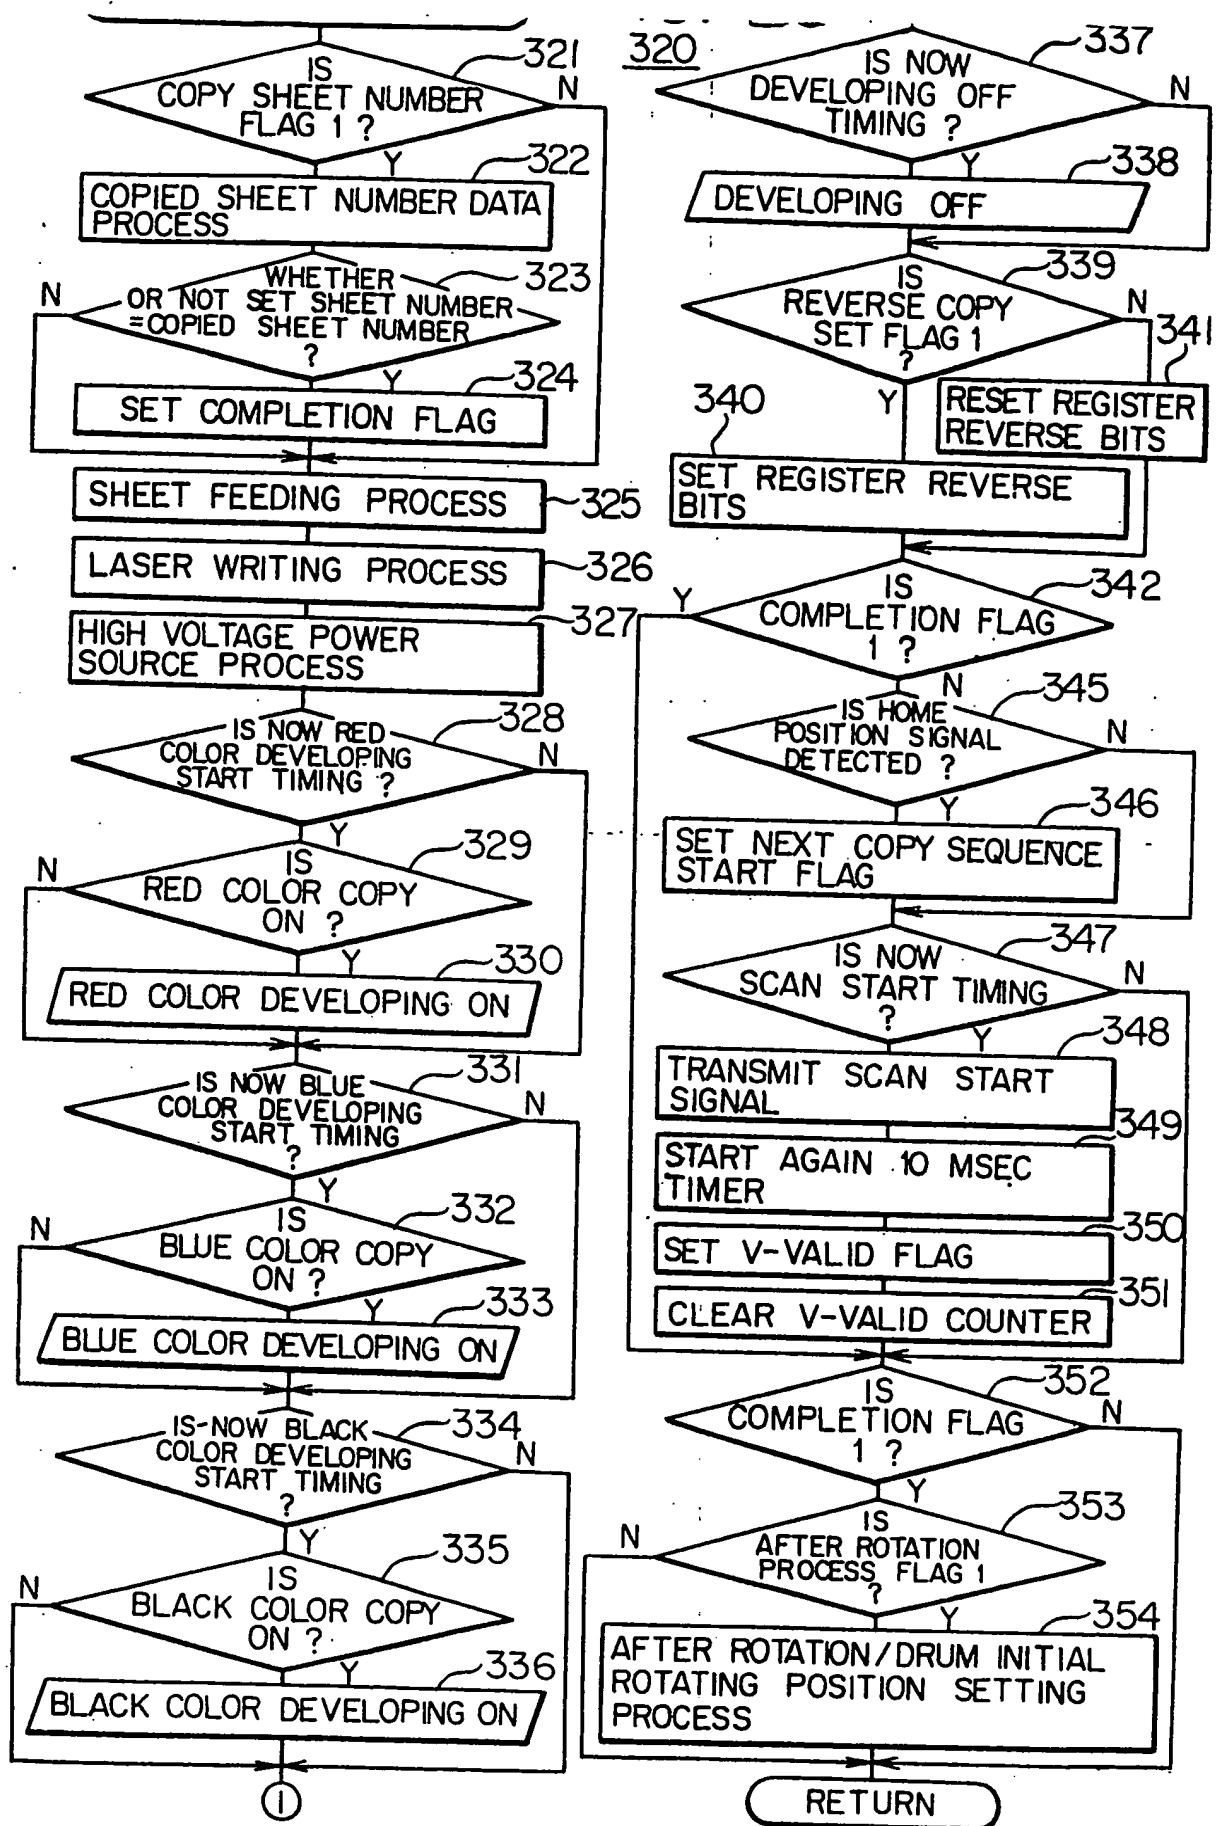 321
IS
COPY SHEET NUMBER
FLAG 1 ?
N
Y
322
COPIED SHEET NUMBER DATA
PROCESS
323
WHETHER
OR NOT SET SHEET NUMBER
=COPIED SHEET NUMBER
?
N
Y
324
SET COMPLETION FLAG
SHEET FEEDING PROCESS
325
LASER WRITING PROCESS
326
327
HIGH VOLTAGE POWER
SOURCE PROCESS
328
IS NOW RED
COLOR DEVELOPING
START TIMING ?
N
Y
329
IS
RED COLOR COPY
ON ?
N
Y
330
RED COLOR DEVELOPING ON
331
IS NOW BLUE
COLOR DEVELOPING
START TIMING
?
N
Y
332
IS
BLUE COLOR COPY
ON ?
N
Y
333
BLUE COLOR DEVELOPING ON
334
IS-NOW BLACK
COLOR DEVELOPING
START TIMING
?
N
Y
335
IS
BLACK COLOR COPY
ON ?
N
Y
336
BLACK COLOR DEVELOPING ON
1
320
337
IS NOW
DEVELOPING OFF
TIMING ?
N
Y
338
DEVELOPING OFF
339
IS
REVERSE COPY
SET FLAG 1
?
N
Y
341
RESET REGISTER
REVERSE BITS
340
SET REGISTER REVERSE
BITS
342
IS
COMPLETION FLAG
1 ?
Y
N
345
IS HOME
POSITION SIGNAL
DETECTED ?
N
Y
346
SET NEXT COPY SEQUENCE
START FLAG
347
IS NOW
SCAN START TIMING
?
N
Y
348
TRANSMIT SCAN START
SIGNAL
349
START AGAIN 10 MSEC
TIMER
350
SET V-VALID FLAG
351
CLEAR V-VALID COUNTER
352
IS
COMPLETION FLAG
1 ?
N
Y
353
IS
AFTER ROTATION
PROCESS FLAG 1
?
N
Y
354
AFTER ROTATION/DRUM INITIAL
ROTATING POSITION SETTING
PROCESS
RETURN